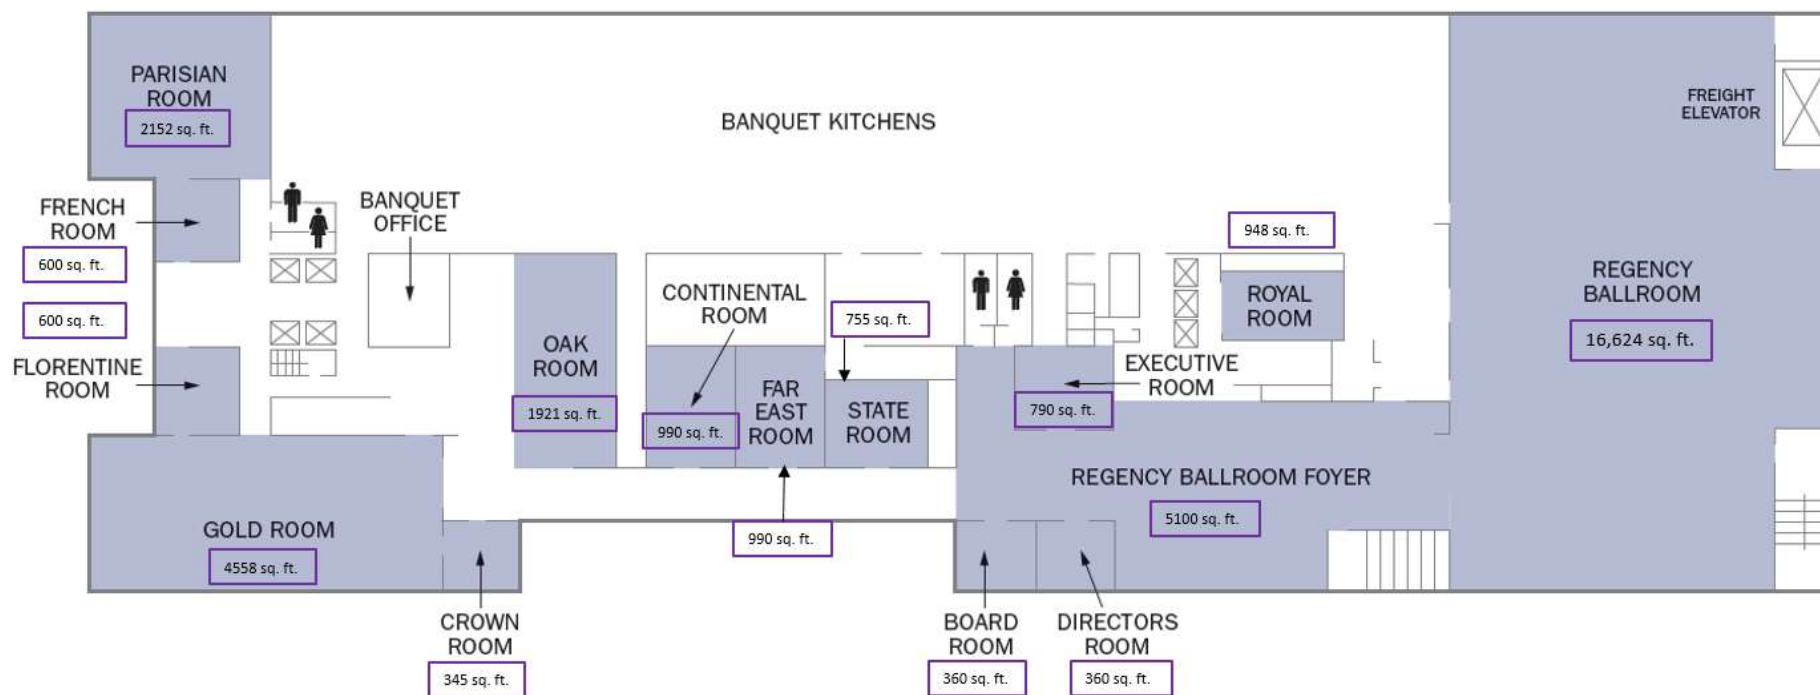 PARISIAN
ROOM
2152 sq. ft.
BANQUET KITCHENS
FREIGHT
ELEVATOR
FRENCH
ROOM
600 sq. ft.
BANQUET
OFFICE
948 sq. ft.
REGENCY
BALLROOM
16,624 sq. ft.
CONTINENTAL
ROOM
990 sq. ft.
755 sq. ft.
ROYAL
ROOM
600 sq. ft.
FLORENTINE
ROOM
OAK
ROOM
1921 sq. ft.
FAR
EAST
ROOM
990 sq. ft.
STATE
ROOM
EXECUTIVE
ROOM
790 sq. ft.
REGENCY BALLROOM FOYER
5100 sq. ft.
GOLD ROOM
4558 sq. ft.
CROWN
ROOM
345 sq. ft.
BOARD
ROOM
360 sq. ft.
DIRECTORS
ROOM
360 sq. ft.